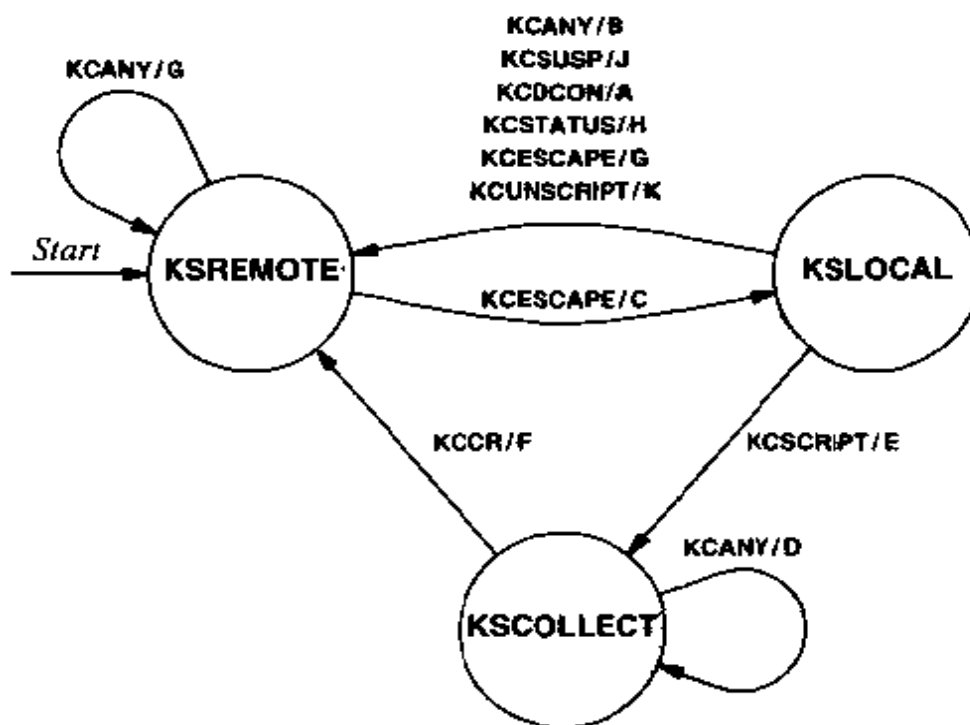 KCANY/B
KCSUSP/J
KCDCON/A
KCSTATUS/H
KCESCAPE/G
KCUNSCRIPT/K
KCANY/G
Start
KSREMOTE
KSLOCAL
KCESCAPE/C
KCCR/F
KCSCRIPT/E
KCANY/D
KSCOLLECT